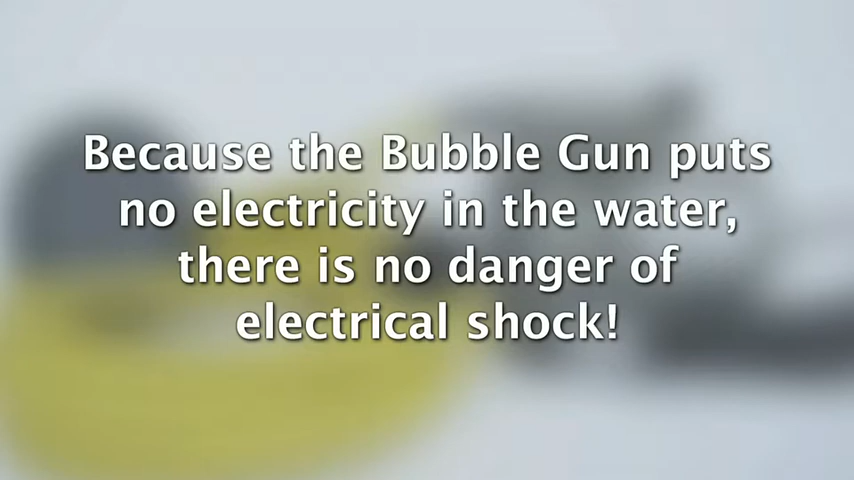 Because the Bubble Gun puts
no electricity in the water,
there is no danger of
electrical shock!